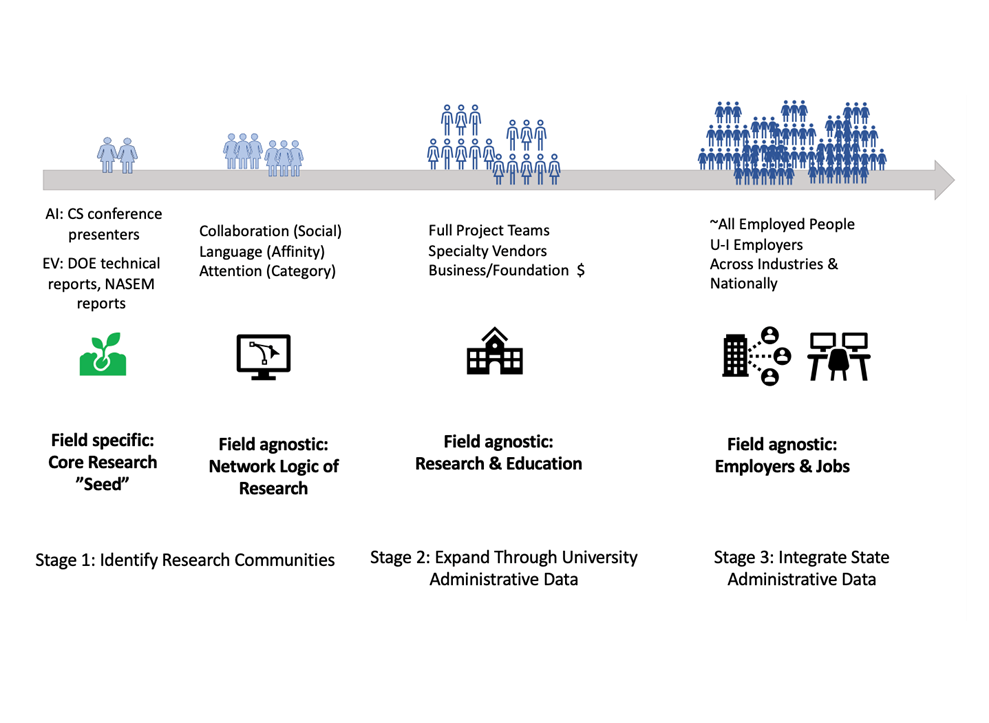 AI: CS conference
presenters
EV: DOE technical
reports, NASEM
reports
Collaboration (Social)
Language (Affinity)
Attention (Category)
Full Project Teams
Specialty Vendors
Business/Foundation $
~All Employed People
U-I Employers
Across Industries &
Nationally
Field specific:
Core Research
”Seed”
Field agnostic:
Network Logic of
Research
Field agnostic:
Research & Education
Field agnostic:
Employers & Jobs
Stage 1: Identify Research Communities
Stage 2: Expand Through University
Administrative Data
Stage 3: Integrate State
Administrative Data